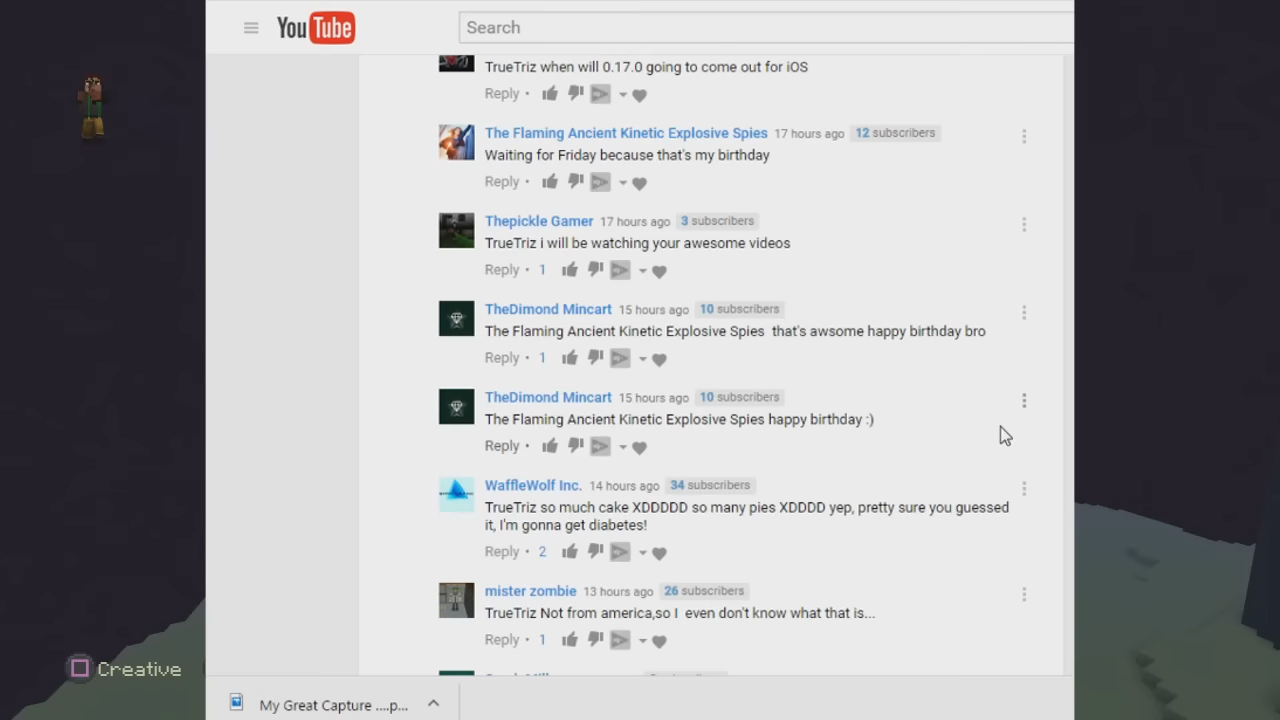 YouTube
Search
TrueTriz when will 0.17.0 going to come out for iOS
Reply •
The Flaming Ancient Kinetic Explosive Spies 17 hours ago 12 subscribers
Waiting for Friday because that's my birthday
Reply •
Thepickle Gamer 17 hours ago 3 subscribers
TrueTriz i will be watching your awesome videos
Reply • 1
TheDimond Mincart 15 hours ago 10 subscribers
The Flaming Ancient Kinetic Explosive Spies that's awsome happy birthday bro
Reply • 1
TheDimond Mincart 15 hours ago 10 subscribers
The Flaming Ancient Kinetic Explosive Spies happy birthday :)
Reply •
WaffleWolf Inc. 14 hours ago 34 subscribers
TrueTriz so much cake XDDDDD so many pies XDDDD yep, pretty sure you guessed
it, I'm gonna get diabetes!
Reply • 2
mister zombie 13 hours ago 26 subscribers
TrueTriz Not from america,so I even don't know what that is...
Reply • 1
Creative
My Great Capture ....p...